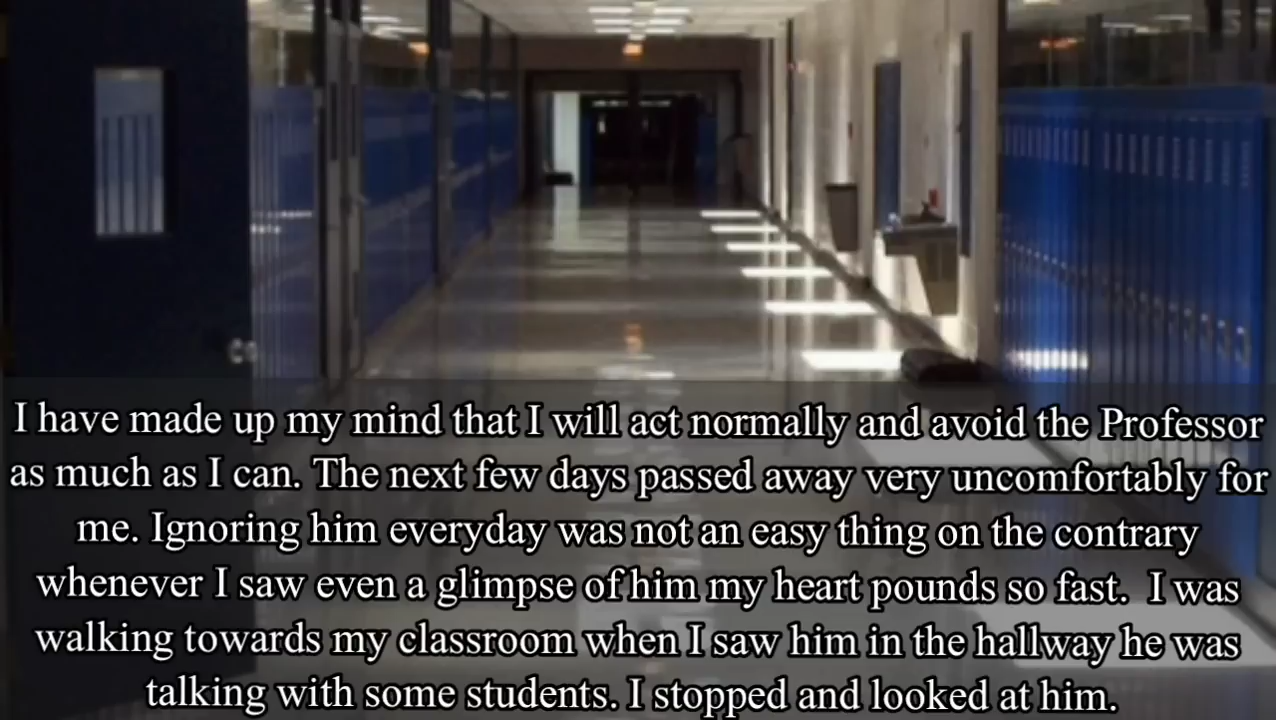 I have made up my mind that I will act normally and avoid the Professor
as much as I can. The next few days passed away very uncomfortably for
me. Ignoring him everyday was not an easy thing on the contrary
whenever I saw even a glimpse of him my heart pounds so fast.  I was
walking towards my classroom when I saw him in the hallway he was
talking with some students. I stopped and looked at him.